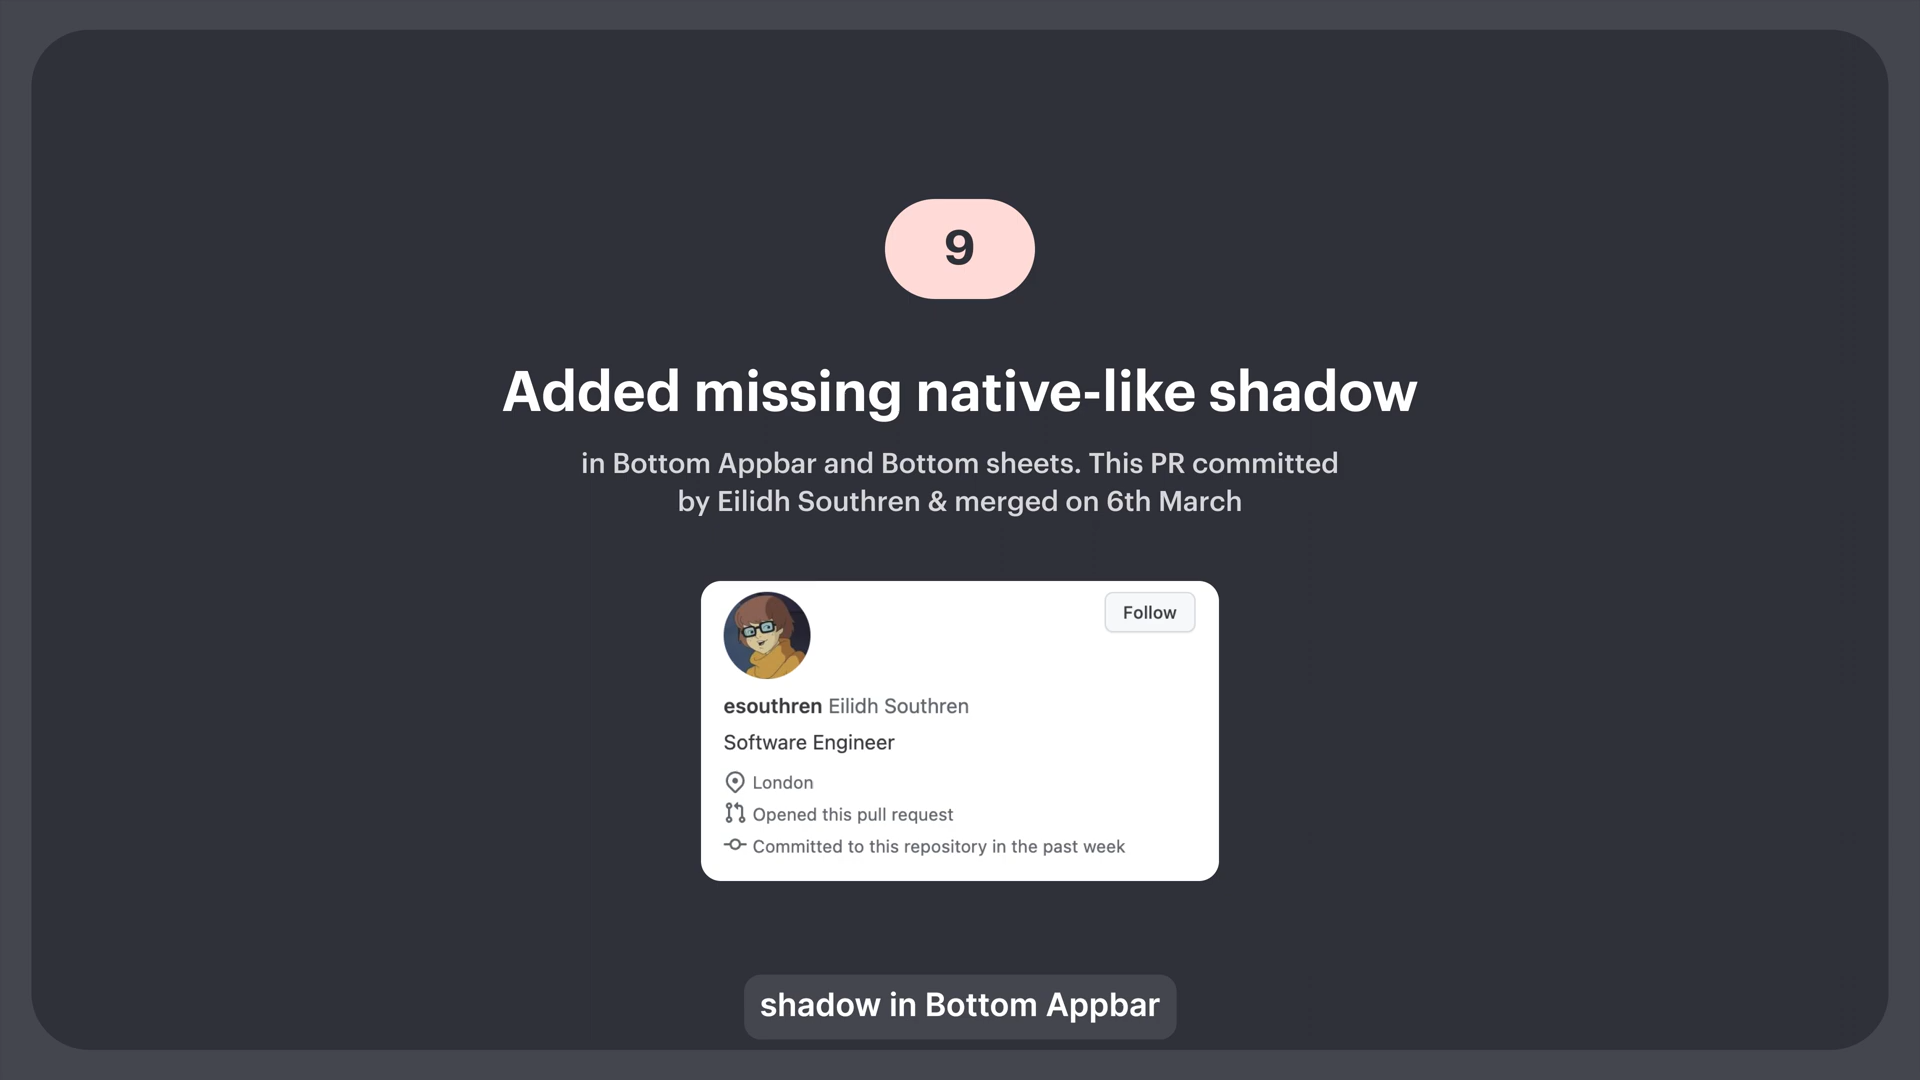 9
Added missing native-like shadow
in Bottom Appbar and Bottom sheets. This PR committed
by Eilidh Southren & merged on 6th March
Follow
esouthren Eilidh Southren
Software Engineer
London
Opened this pull request
Committed to this repository in the past week
shadow in Bottom Appbar